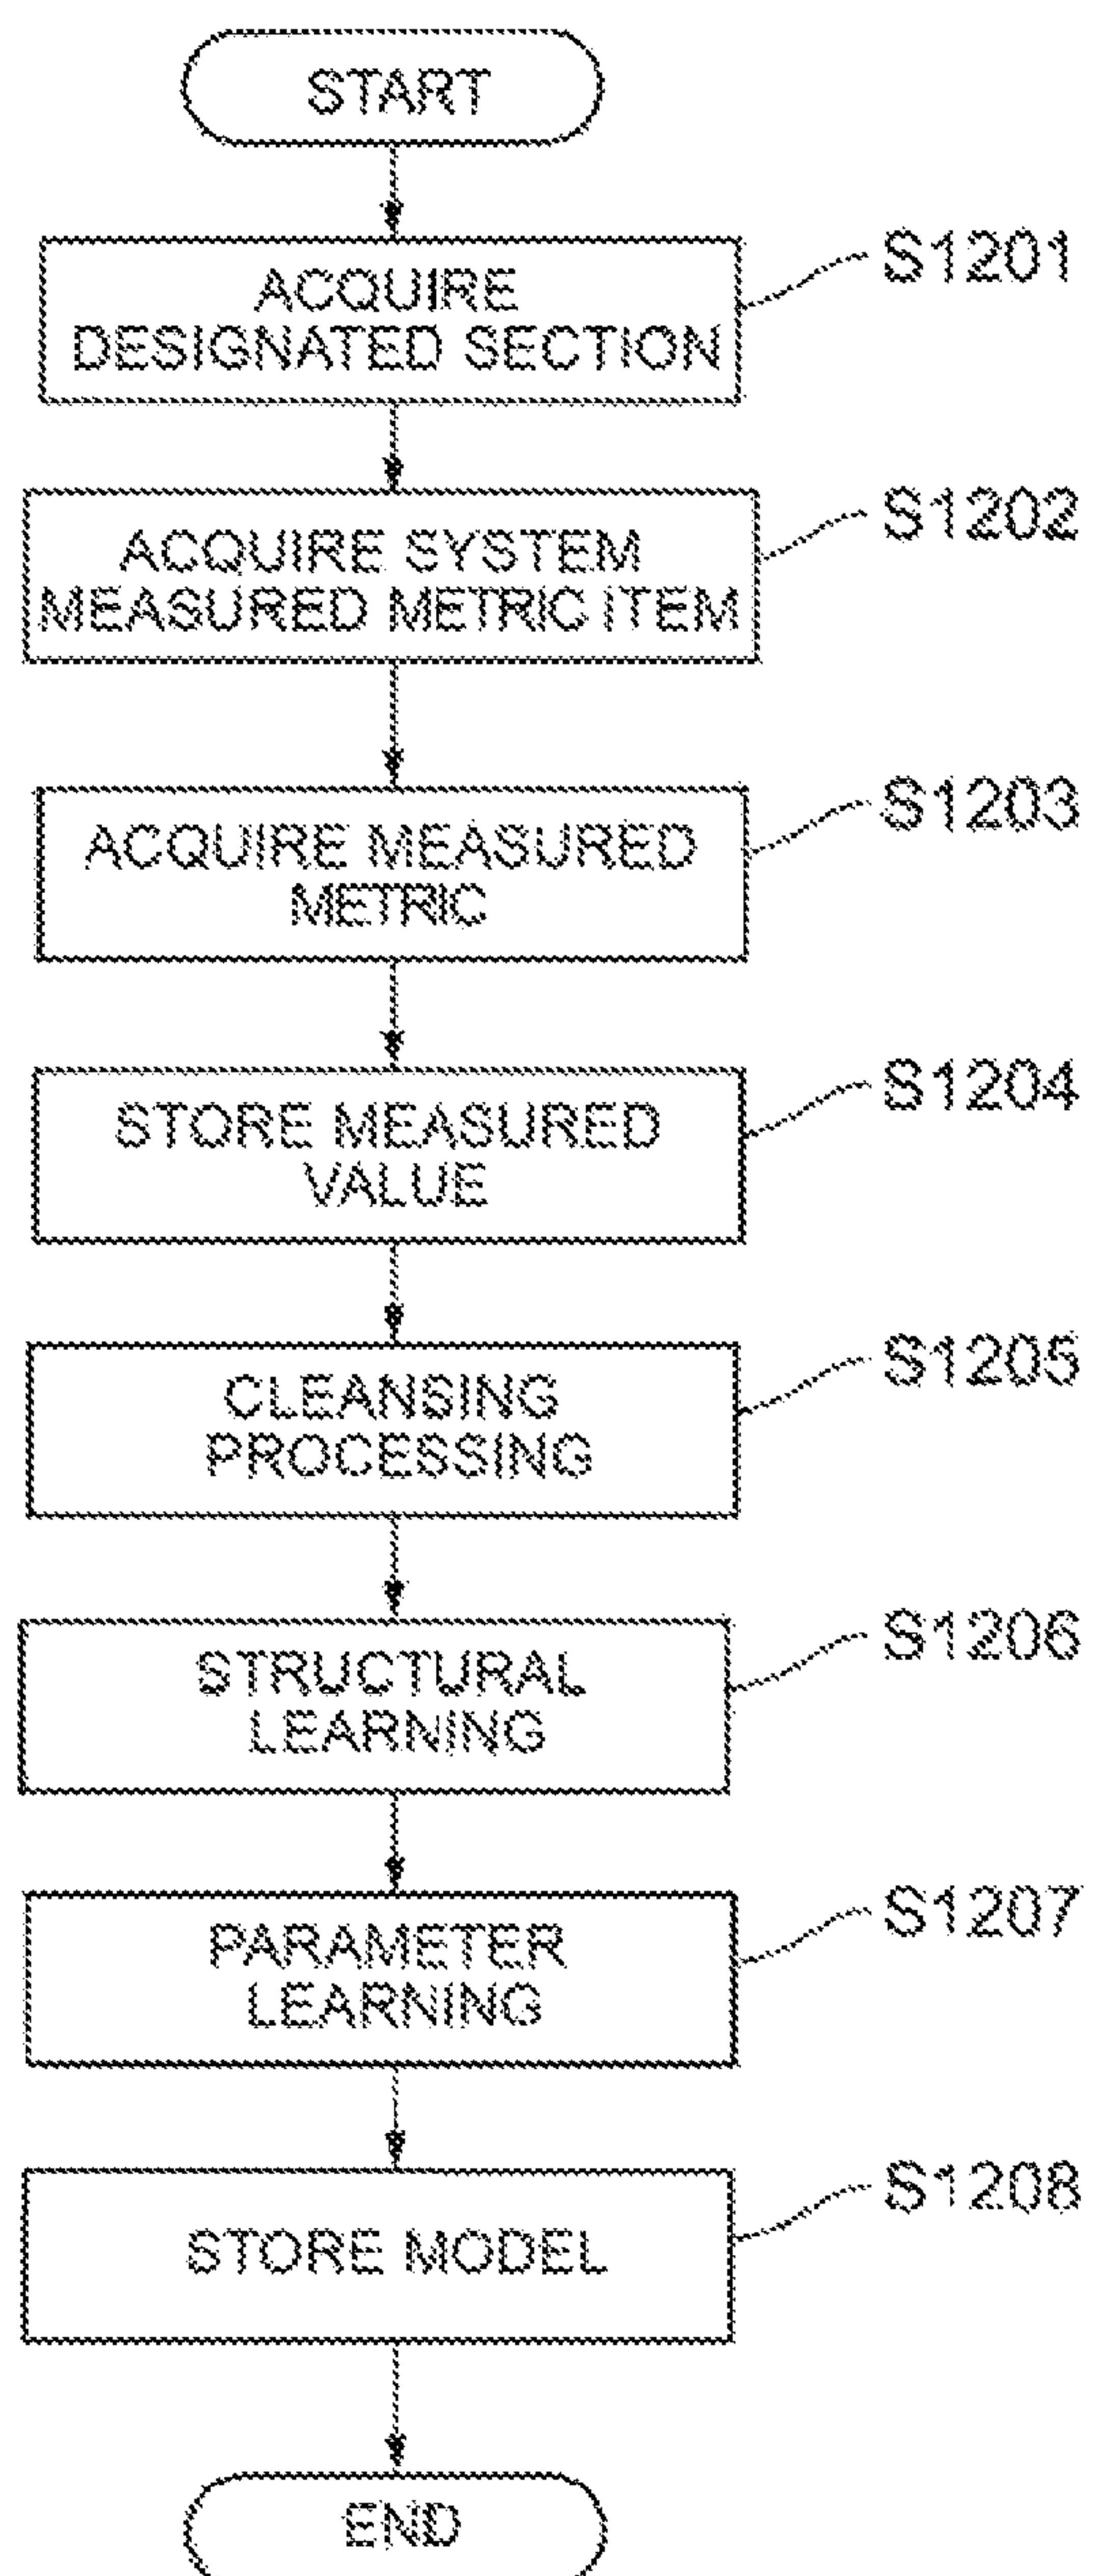 START
S1201
ACQUIRE
DESIGNATED SECTION
S1202
ACQUIRE SYSTEM
MEASURED METRIC ITEM
S1203
ACQUIRE MEASURED
METRIC
S1204
STORE MEASURED
VALUE
S1205
CLEANSING
PROCESSING
S1206
STRUCTURAL
LEARNING
S1207
PARAMETER
LEARNING
S1208
STORE MODEL
END